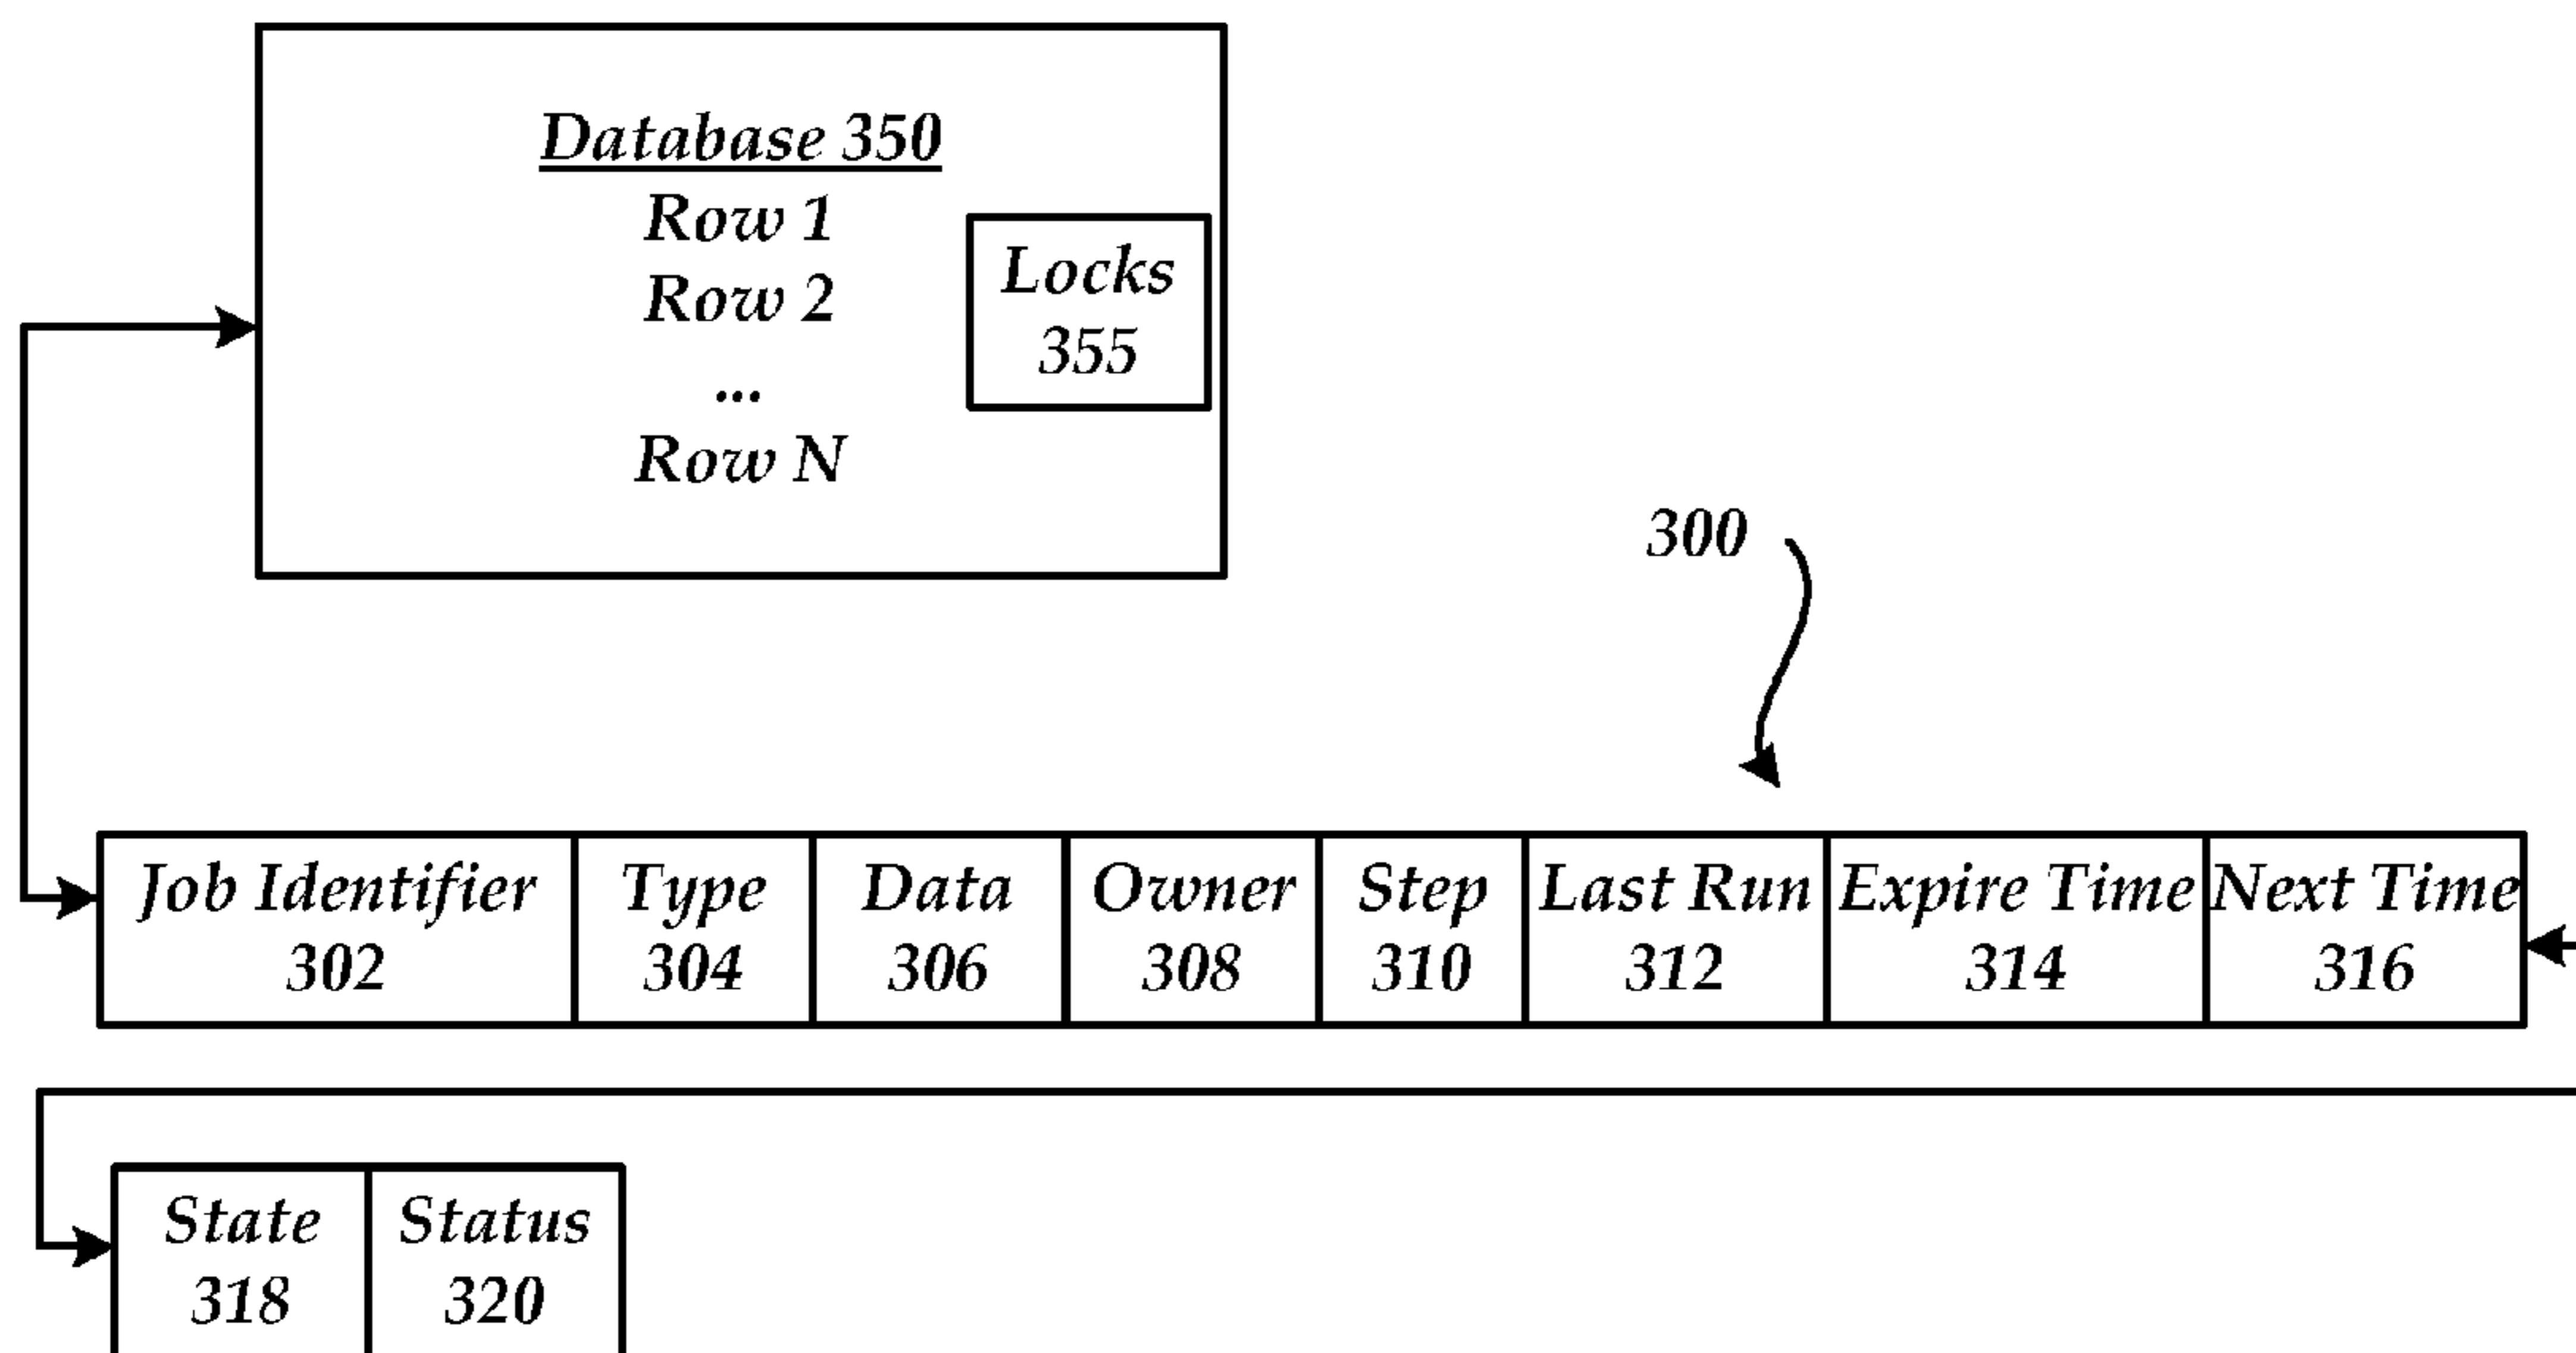 Database 350
Row 1
Row 2
...
Row N
Locks
355
300
Job Identifier
302
Type
304
Data
306
Owner
308
Step
310
Last Run
312
Expire Time
314
Next Time
316
State
318
Status
320